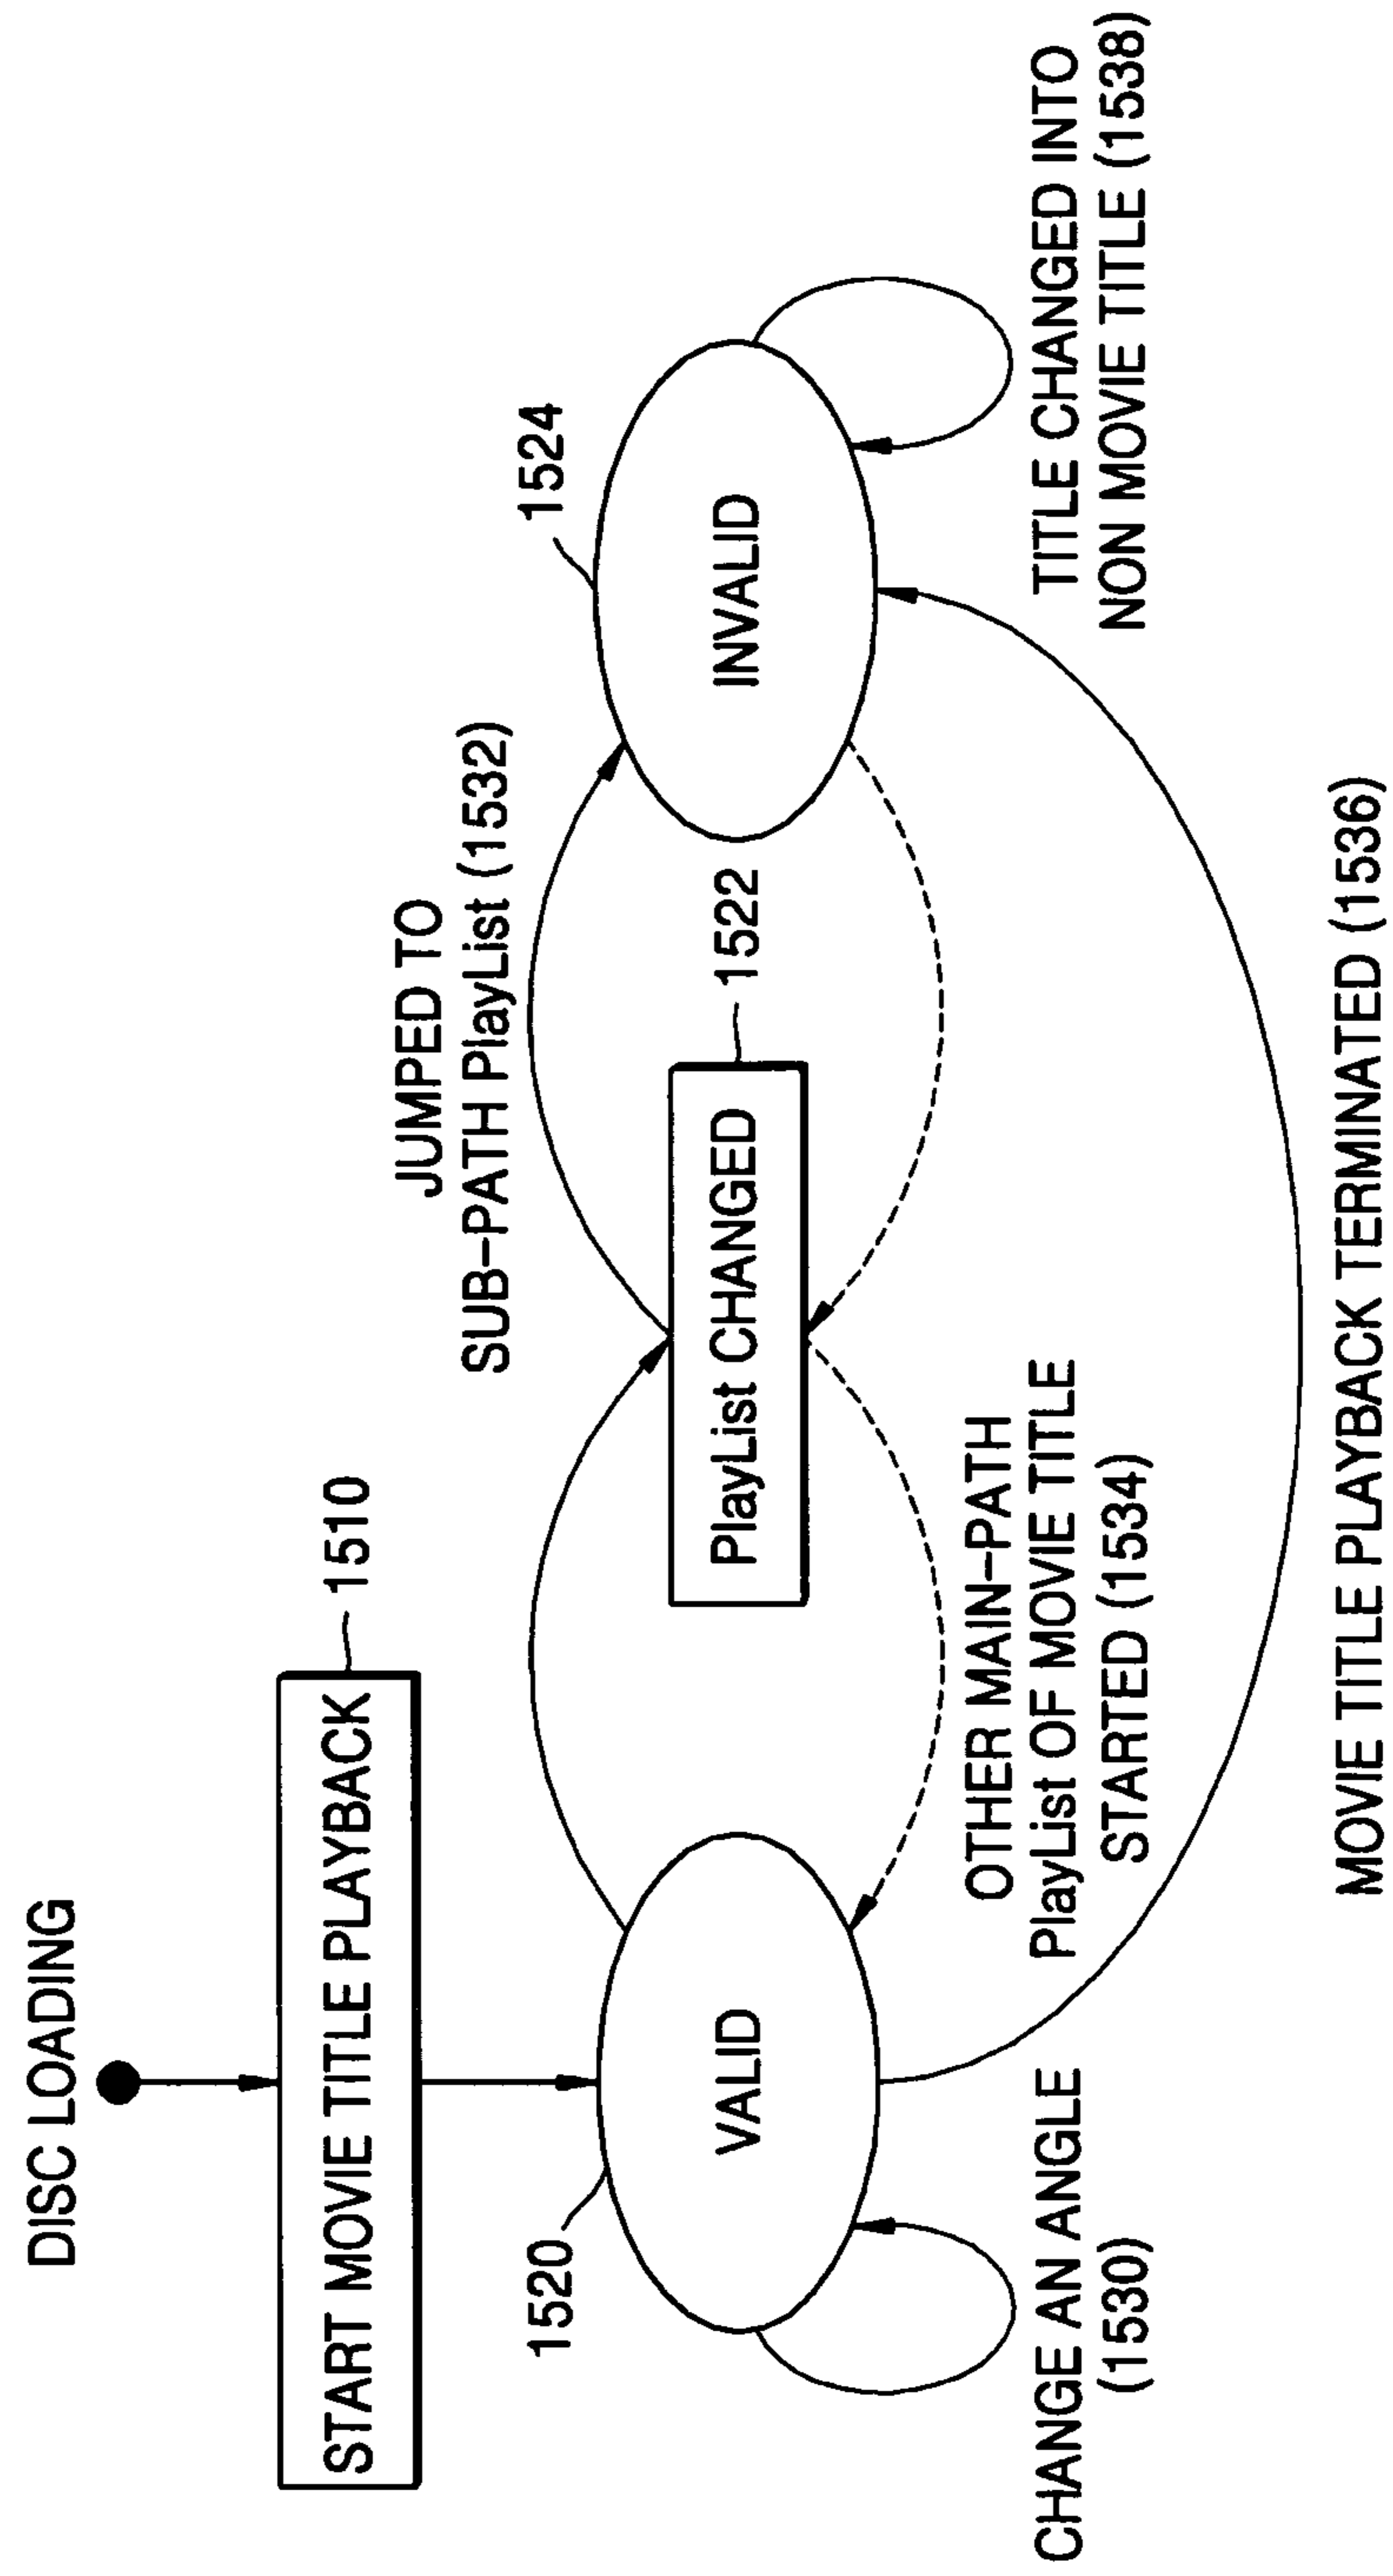 DISC LOADING
START MOVIE TITLE PLAYBACK
1510
1520
VALID
CHANGE AN ANGLE
(1530)
JUMPED TO
SUB-PATH PlayList (1532)
PlayList CHANGED
1522
1524
INVALID
OTHER MAIN-PATH
PlayList OF MOVIE TITLE
STARTED (1534)
TITLE CHANGED INTO
NON MOVIE TITLE (1538)
MOVIE TITLE PLAYBACK TERMINATED (1536)